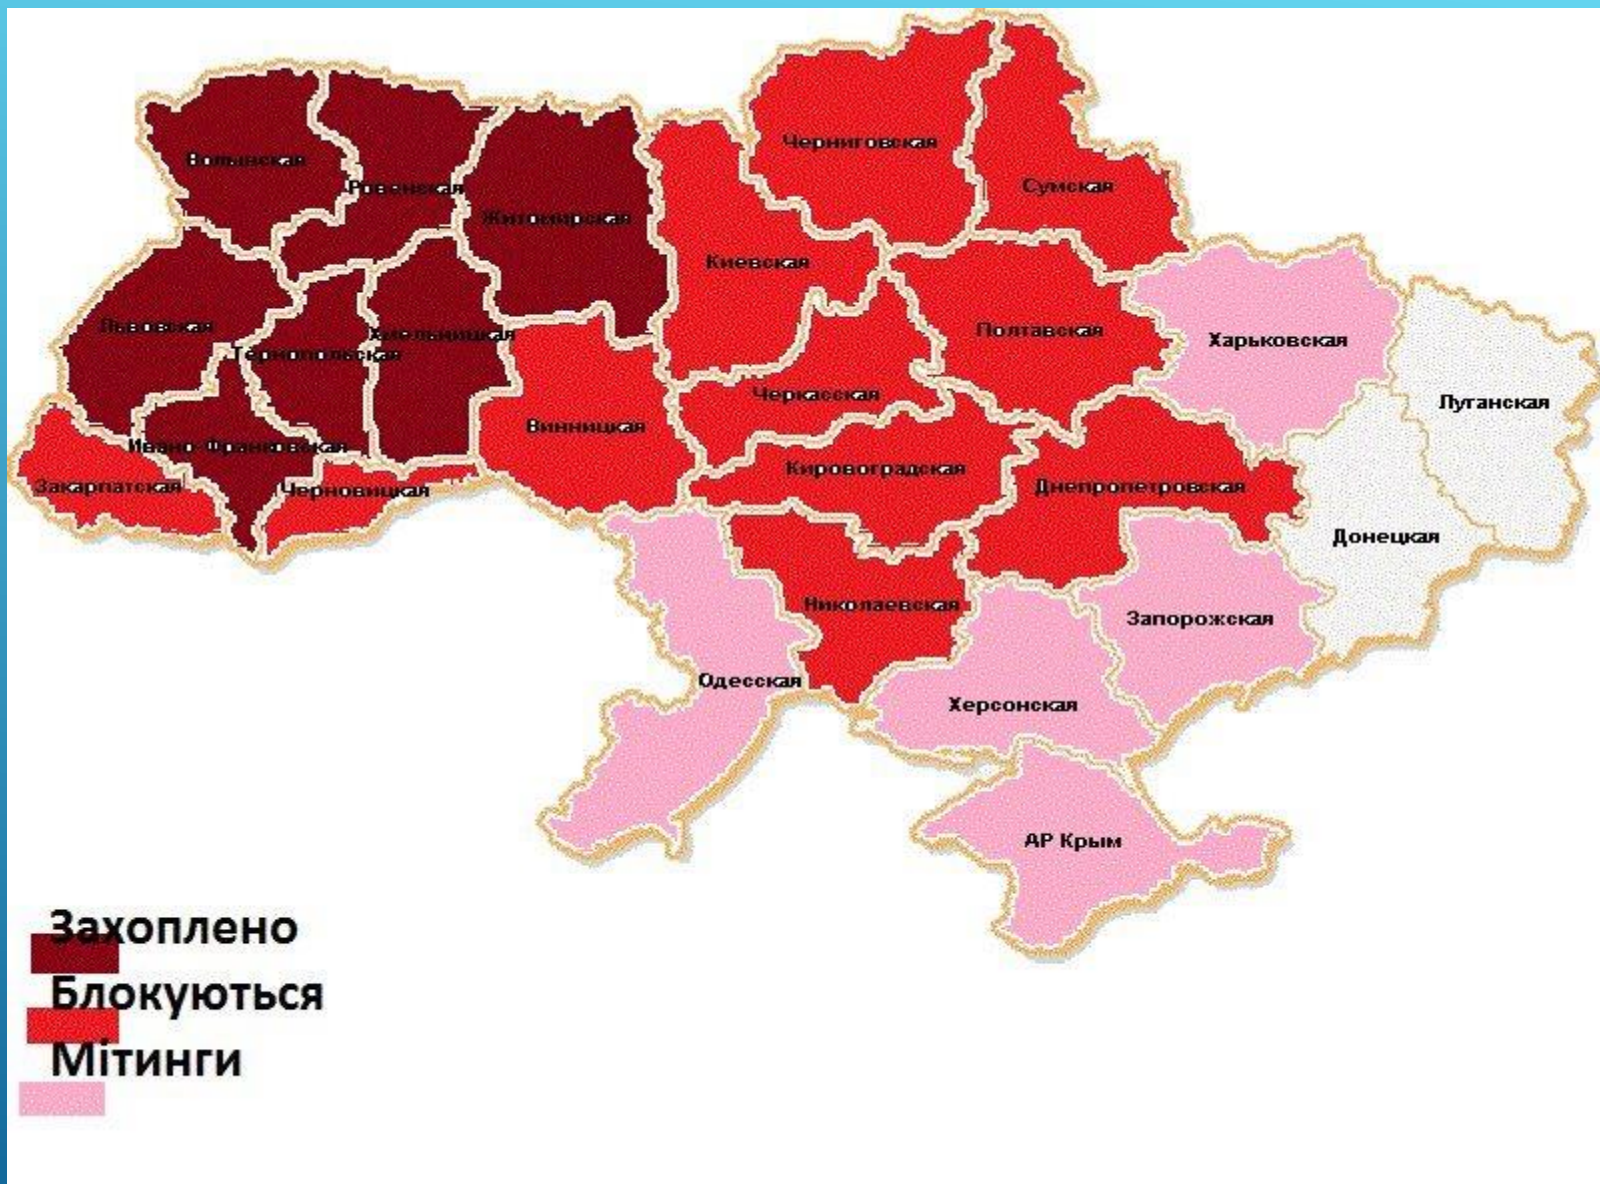 Черниговская
Волынская
Ровенская
Сумская
Житомирская
Киевская
Львовская
Тернопольская
Хмельницкая
Полтавская
Харьковская
Черкасская
Луганская
Винницкая
Ивано-Франковская
Кировоградская
Закарпатская
Черновицкая
Днепропетровская
Донецкая
Николаевская
Запорожская
Одесская
Херсонская
АР Крым
Захоплено
Блокуються
Мітинги